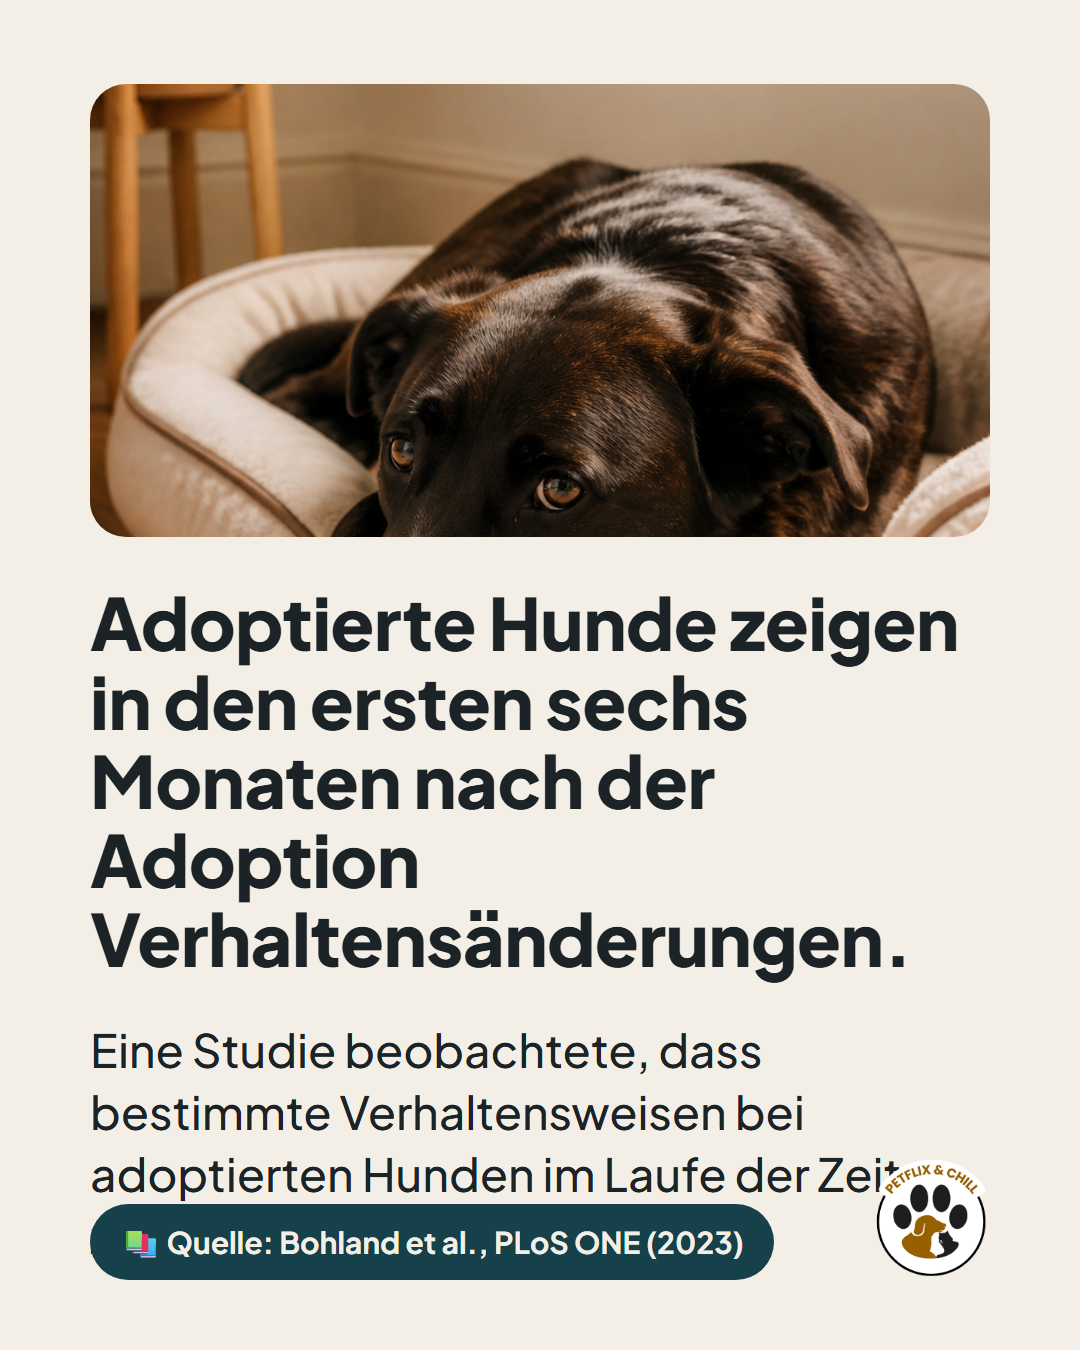 Adoptierte Hunde zeigen
in den ersten sechs
Monaten nach der
Adoption
Verhaltensänderungen.
Eine Studie beobachtete, dass
bestimmte Verhaltensweisen bei
adoptierten Hunden im Laufe der Zeit
PETFLIX & CHILL
Quelle: Bohland et al., PLoS ONE (2023)